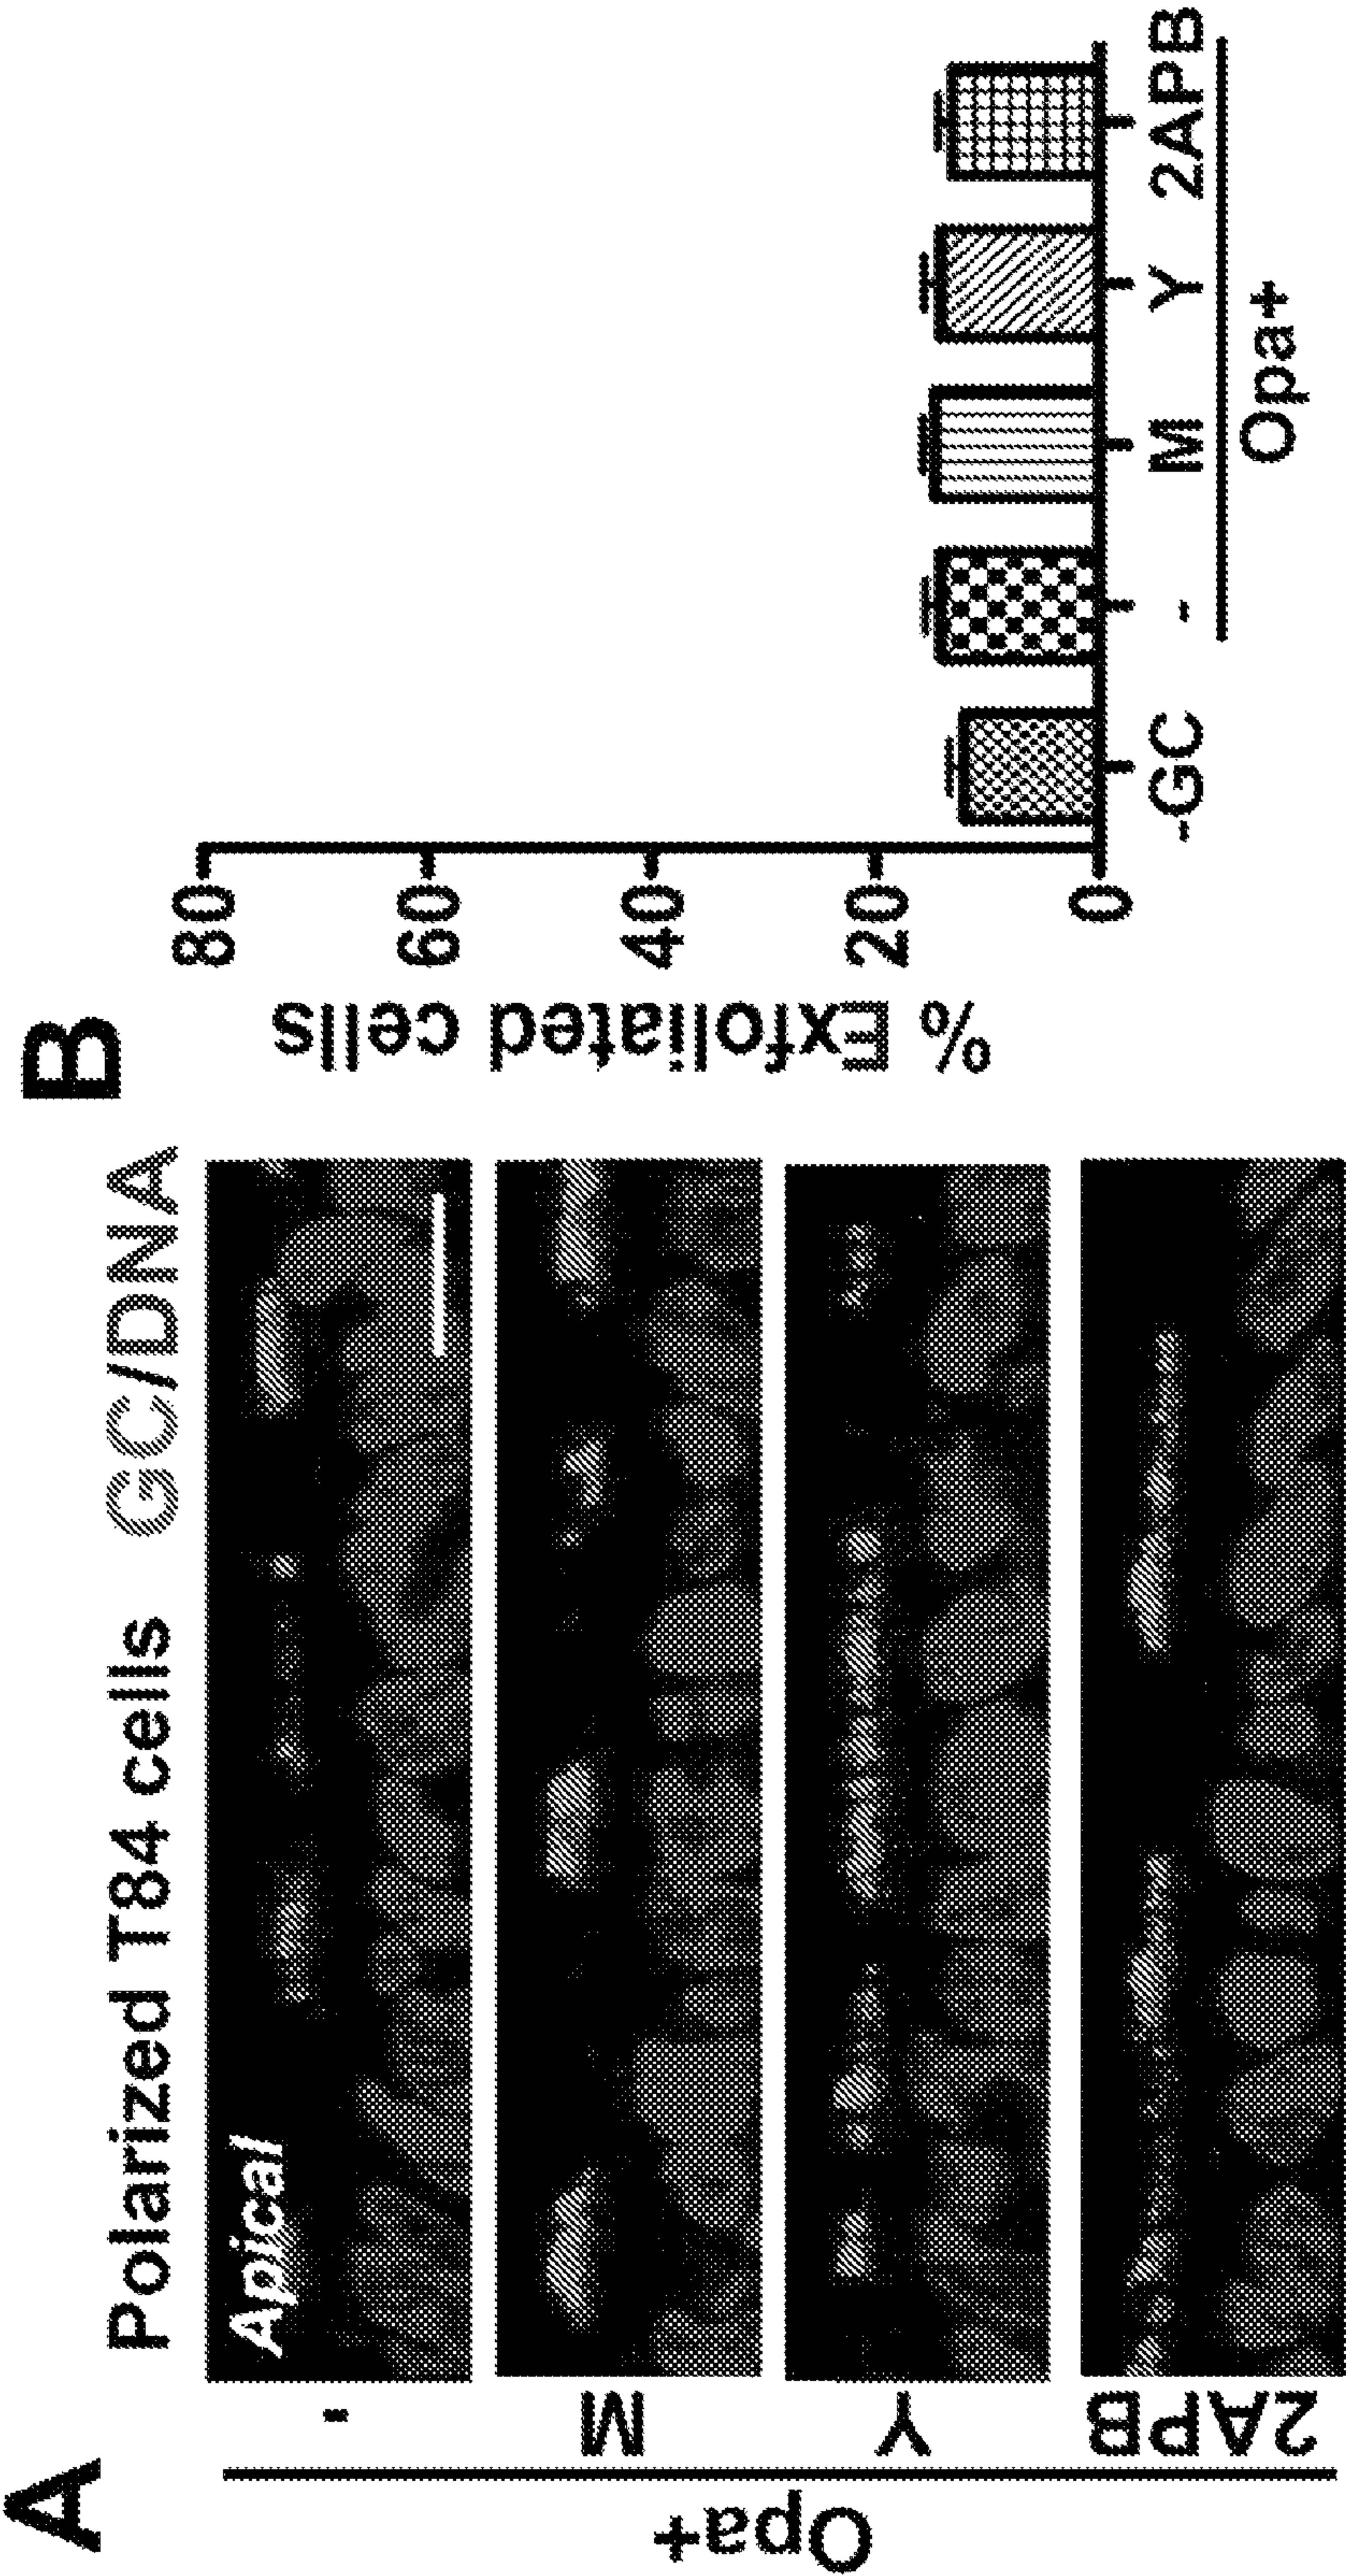 A
Polarized T84 cells GC/DNA
Apical
-
M
Y
2APB
Opa+
B
% Exfoliated cells
80
60
40
20
0
-GC - M Y 2APB
Opa+